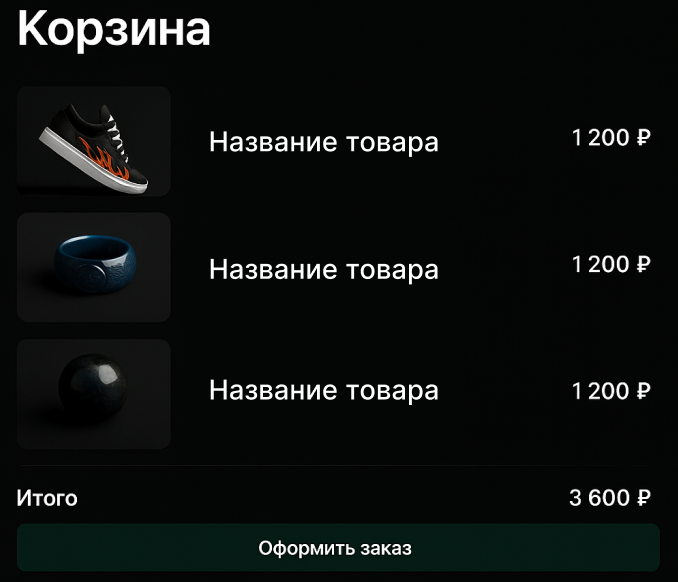 Корзина
Название товара 1 200 ₽
Название товара 1 200 ₽
Название товара 1 200 ₽
Итого 3 600 ₽
Оформить заказ